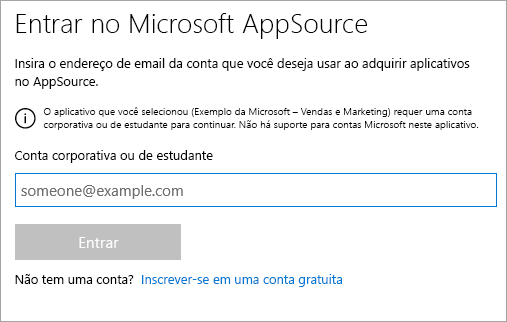 Entrar no Microsoft AppSource
Insira o endereço de email da conta que você deseja usar ao adquirir aplicativos
no AppSource.
O aplicativo que você selecionou (Exemplo da Microsoft – Vendas e Marketing) requer uma conta
corporativa ou de estudante para continuar. Não há suporte para contas Microsoft neste aplicativo.
Conta corporativa ou de estudante
someone@example.com
Entrar
Não tem uma conta? Inscrever-se em uma conta gratuita